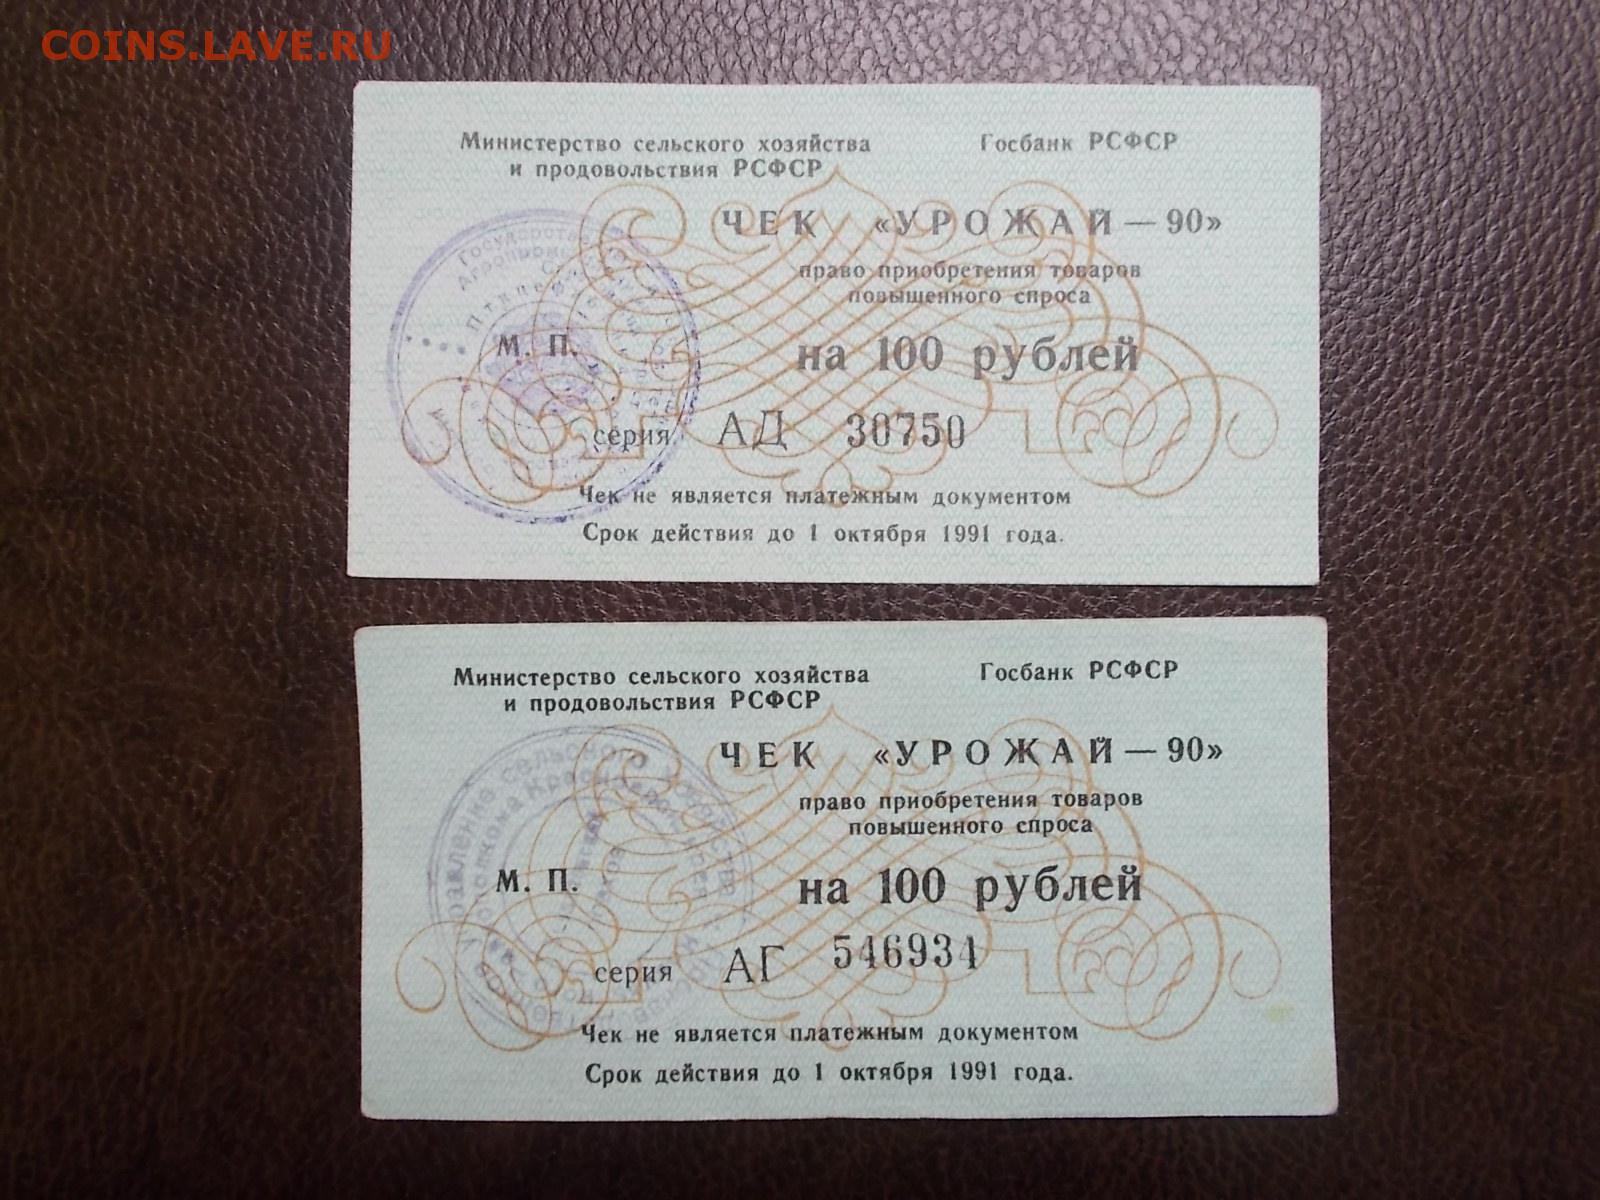 COINS.LAVE.RU
Министерство сельского хозяйства
и продовольствия РСФСР
Госбанк РСФСР
ЧЕК «УРОЖАЙ — 90»
право приобретения товаров
повышенного спроса
М. П.
на 100 рублей
серия АД 30750
Чек не является платежным документом
Срок действия до 1 октября 1991 года.
Министерство сельского хозяйства
и продовольствия РСФСР
Госбанк РСФСР
ЧЕК «УРОЖАЙ — 90»
право приобретения товаров
повышенного спроса
М. П.
на 100 рублей
серия АГ 546934
Чек не является платежным документом
Срок действия до 1 октября 1991 года.
сельского хозяйства